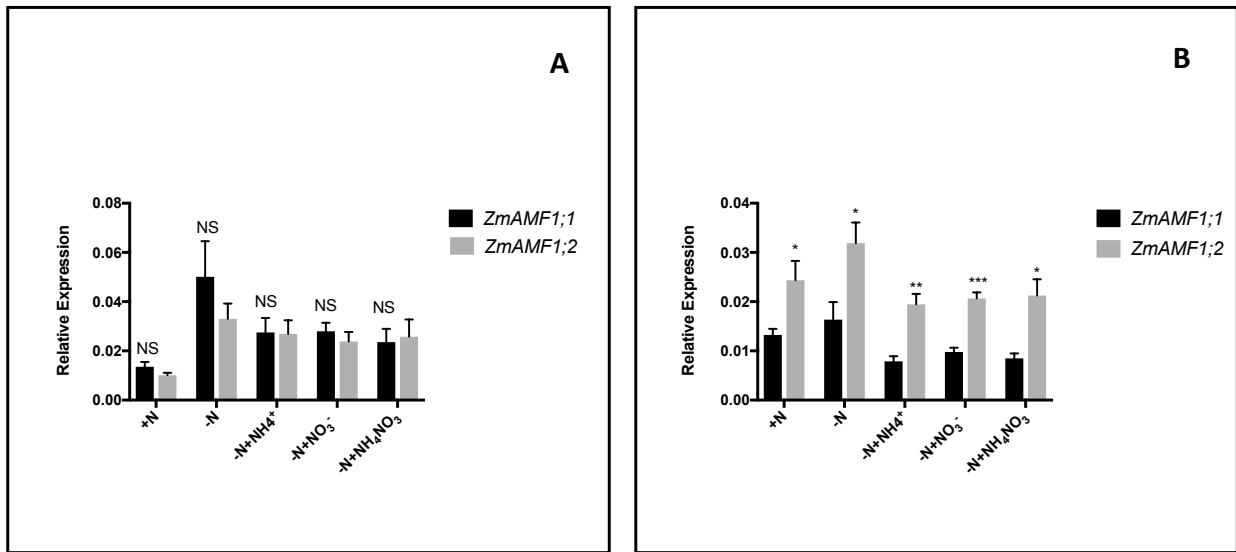 A
Relative Expression
0.08
0.06
0.04
0.02
0.00
NS
NS
NS
NS
NS
+N
-N
-N+NH4⁺
-N+NO₃⁻
-N+NH₄NO₃
ZmAMF1;1
ZmAMF1;2
B
Relative Expression
0.04
0.03
0.02
0.01
0.00
*
*
**
***
*
+N
-N
-N+NH4⁺
-N+NO₃⁻
-N+NH₄NO₃
ZmAMF1;1
ZmAMF1;2